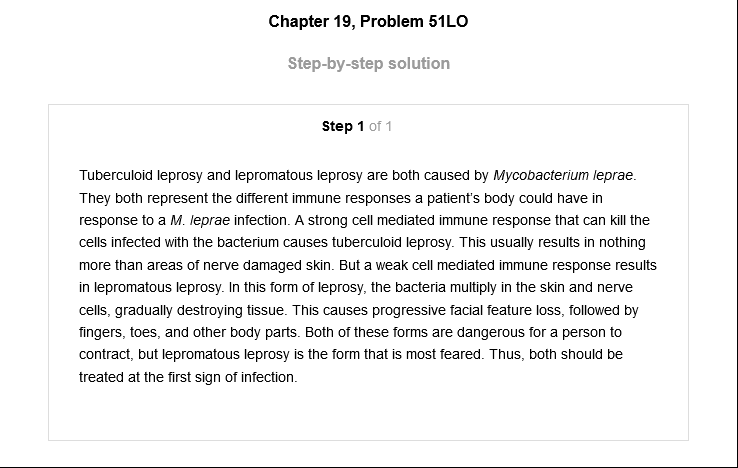 Chapter 19, Problem 51LO
Step-by-step solution
Step 1 of 1
Tuberculoid leprosy and lepromatous leprosy are both caused by Mycobacterium leprae.
They both represent the different immune responses a patient's body could have in
response to a M. leprae infection. A strong cell mediated immune response that can kill the
cells infected with the bacterium causes tuberculoid leprosy. This usually results in nothing
more than areas of nerve damaged skin. But a weak cell mediated immune response results
in lepromatous leprosy. In this form of leprosy, the bacteria multiply in the skin and nerve
cells, gradually destroying tissue. This causes progressive facial feature loss, followed by
fingers, toes, and other body parts. Both of these forms are dangerous for a person to
contract, but lepromatous leprosy is the form that is most feared. Thus, both should be
treated at the first sign of infection.